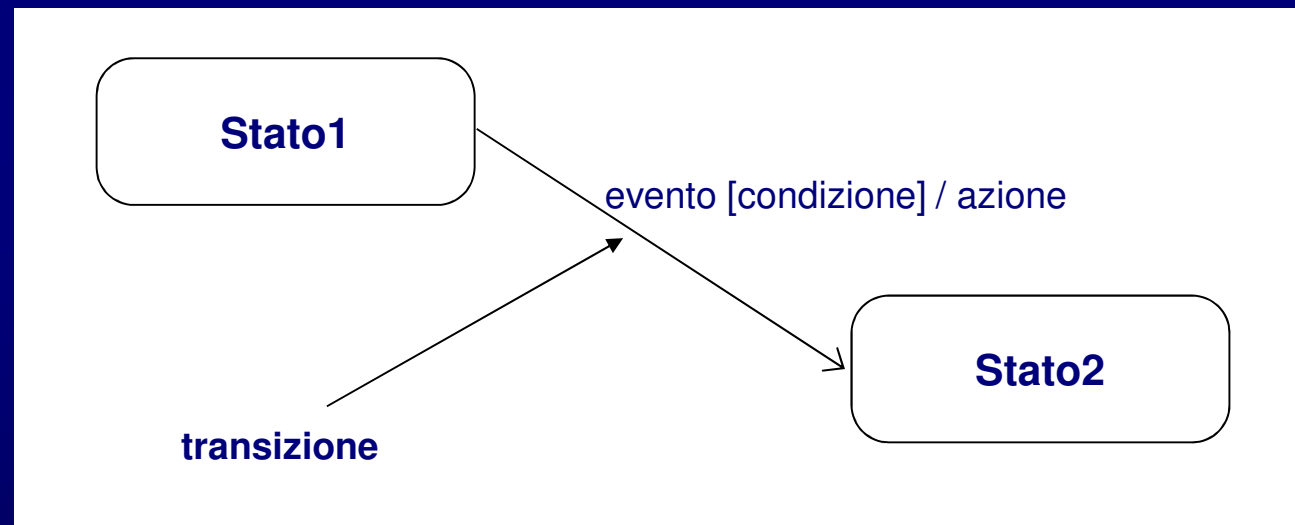 Stato1
evento [condizione] / azione
Stato2
transizione